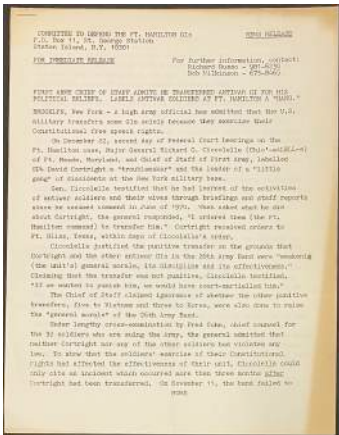 COMMITTEE TO DEFEND THE FT. HAMILTON GIs NEWS RELEASE
P.O. Box 11, St. George Station
Staten Island, N.Y. 10301
FOR IMMEDIATE RELEASE For further information, contact:
Richard Russo -
Bob Wilkinson -
FIRST ARMY CHIEF OF STAFF ADMITS HE TRANSFERRED ANTIWAR GI FOR HIS
POLITICAL BELIEFS. LABELS ANTIWAR SOLDIERS AT FT. HAMILTON A "GANG."
BROOKLYN, New York - a high army official has admitted that the U.S.
military transfers some GIs solely because they exercise their
Constitutional free speech rights.
On December 22, second day of Federal Court hearings on the
Ft. Hamilton case, Major General Richard G. Ciccolella
of Ft. Meade, Maryland, and Chief of Staff of First Army, labelled
David Cortright a "troublemaker" and the leader of a "little
gang" of dissidents at the New York military base.
Gen. Ciccolella testified that he had learned of the activities
of antiwar soldiers and their wives through briefings and staff reports
since he assumed command in June of 1970. When asked what he did
about Cortright, the general responded, "I ordered them (the Ft.
Hamilton command) to transfer him." Cortright received orders to
Ft. Bliss, Texas, within days of Ciccolella's order.
Ciccolella justified the punitive transfer on the grounds that
Cortright and the other antiwar GIs in the 26th Army Band were "weakening
(the unit's) general morale, its discipline and its effectiveness."
Claiming that the transfer was not punitive, Ciccolella testified,
"If we wanted to punish him, we would have court-martialled him."
The Chief of Staff claimed ignorance of whether the other punitive
transfers, five to Vietnam and three to Korea, were also done to raise
the "general morale" of the 26th Army Band.
Under lengthy cross-examination by Fred Cohn, chief counsel for
the soldiers who are suing the Army, the general admitted that
neither Cortright nor any of the other soldiers had violated any
law. To show that the soldiers' exercise of their Constitutional
rights had affected the effectiveness of their unit, Ciccolella could
only cite an incident which occurred more than three months after
Cortright had been transferred. On November 11, the band failed to
MORE